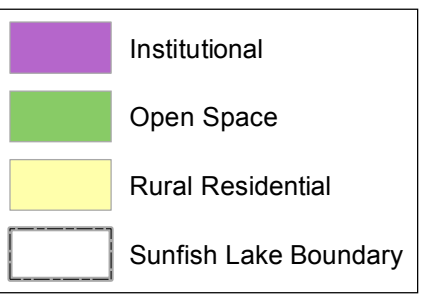 Institutional
Open Space
Rural Residential
Sunfish Lake Boundary